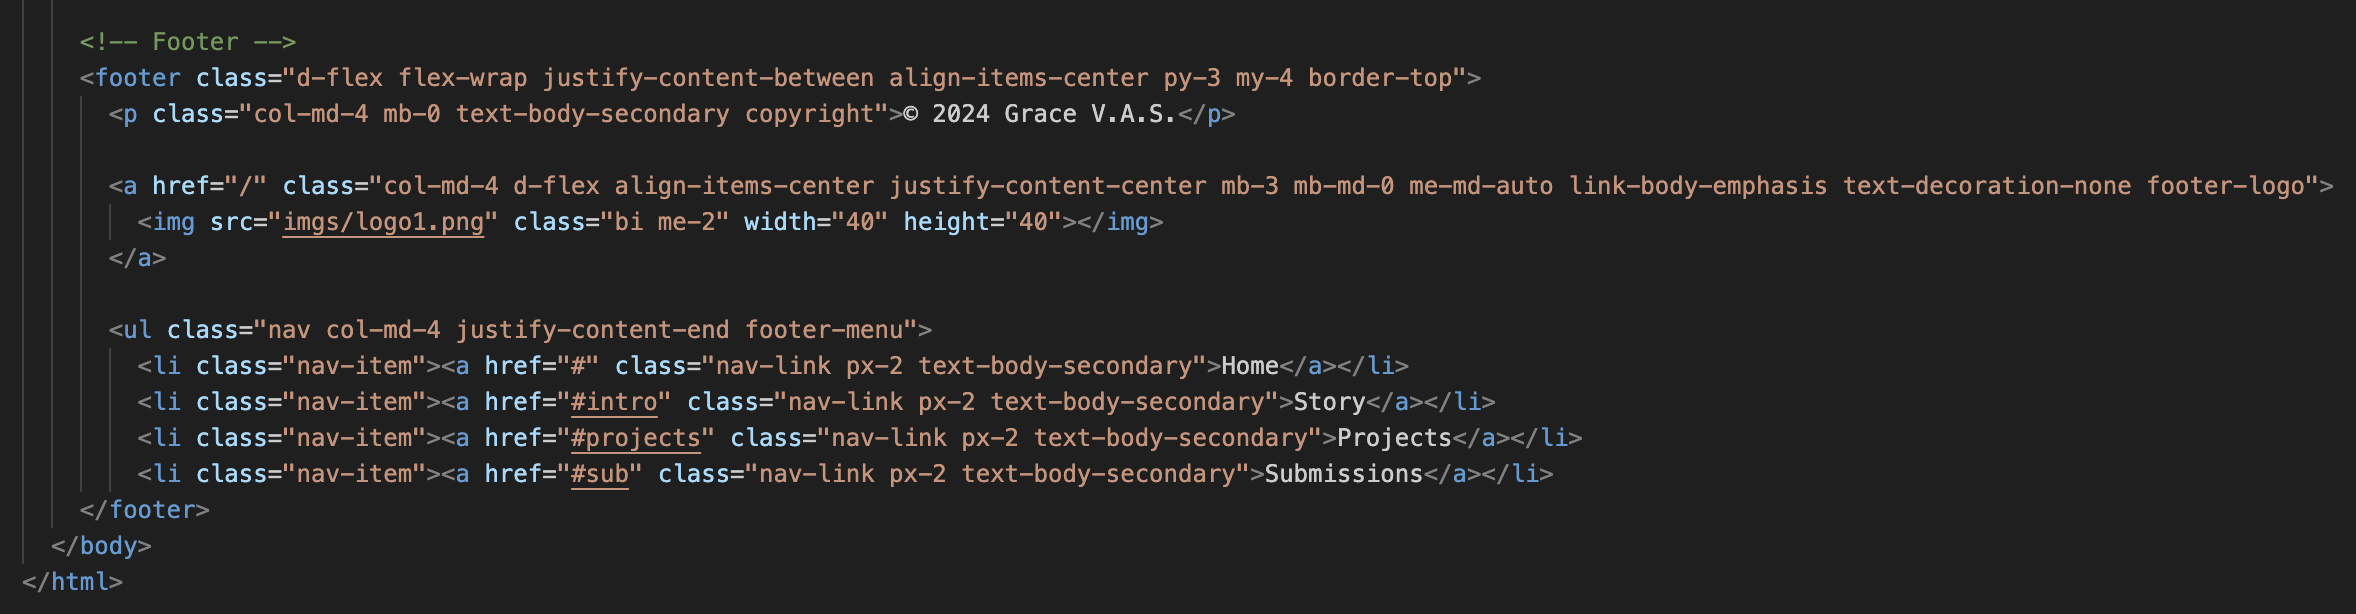 <!-- Footer -->
<footer class="d-flex flex-wrap justify-content-between align-items-center py-3 my-4 border-top">
<p class="col-md-4 mb-0 text-body-secondary copyright">© 2024 Grace V.A.S.</p>
<a href="/" class="col-md-4 d-flex align-items-center justify-content-center mb-3 mb-md-0 me-md-auto link-body-emphasis text-decoration-none footer-logo">
<img src="imgs/logo1.png" class="bi me-2" width="40" height="40"></img>
</a>
<ul class="nav col-md-4 justify-content-end footer-menu">
<li class="nav-item"><a href="#" class="nav-link px-2 text-body-secondary">Home</a></li>
<li class="nav-item"><a href="#intro" class="nav-link px-2 text-body-secondary">Story</a></li>
<li class="nav-item"><a href="#projects" class="nav-link px-2 text-body-secondary">Projects</a></li>
<li class="nav-item"><a href="#sub" class="nav-link px-2 text-body-secondary">Submissions</a></li>
</footer>
</body>
</html>